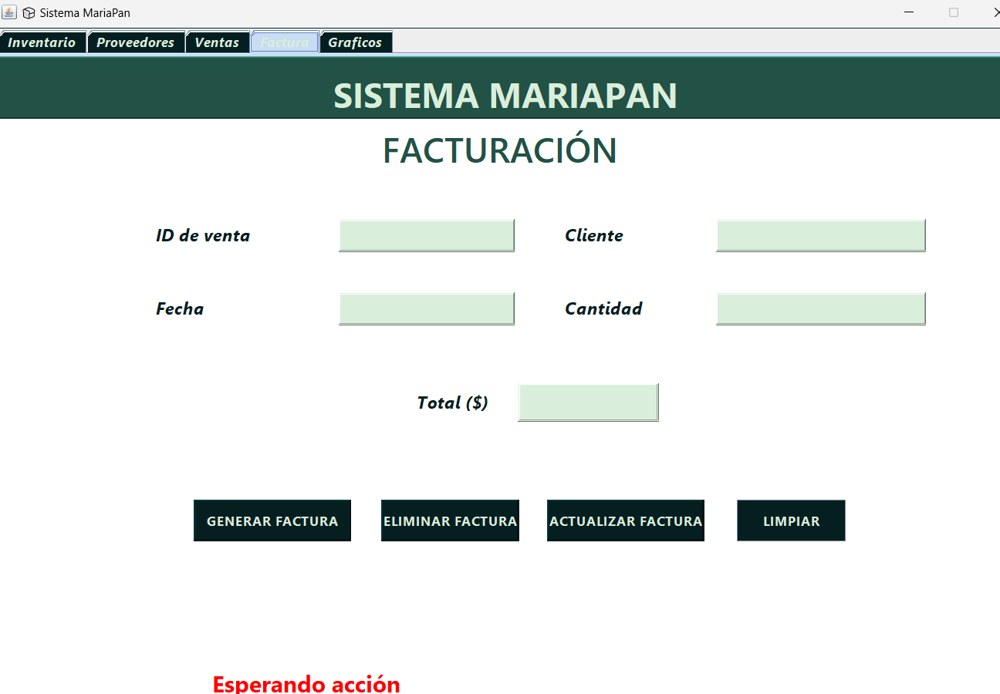 Sistema MariaPan
Inventario Proveedores Ventas Factura Graficos
SISTEMA MARIAPAN
FACTURACIÓN
ID de venta Cliente
Fecha Cantidad
Total ($)
GENERAR FACTURA ELIMINAR FACTURA ACTUALIZAR FACTURA LIMPIAR
Esperando acción